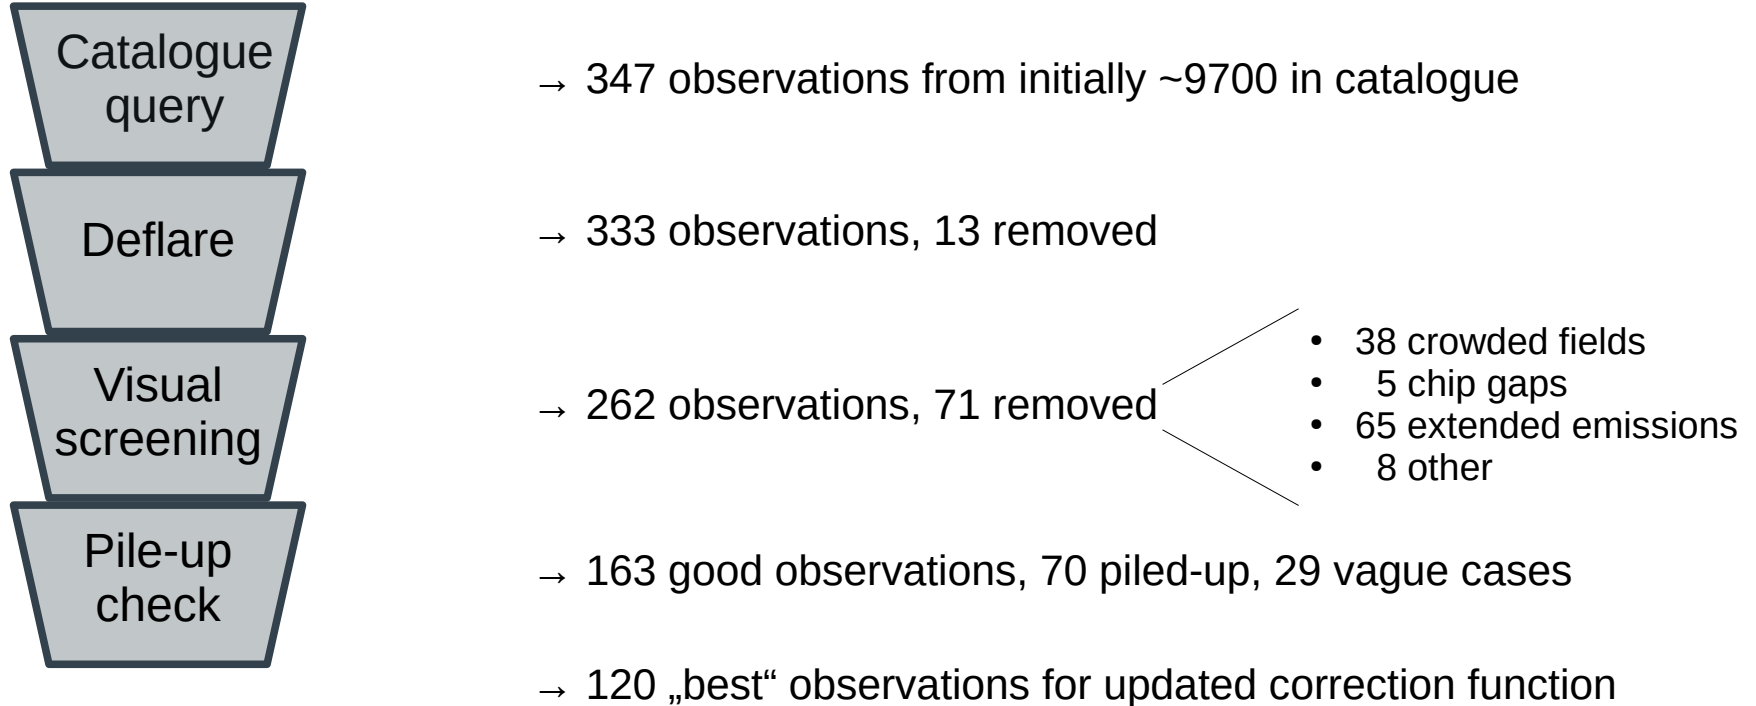 Catalogue
query
→ 347 observations from initially ~9700 in catalogue
Deflare
→ 333 observations, 13 removed
Visual
screening
→ 262 observations, 71 removed
• 38 crowded fields
• 5 chip gaps
• 65 extended emissions
• 8 other
Pile-up
check
→ 163 good observations, 70 piled-up, 29 vague cases
→ 120 „best“ observations for updated correction function